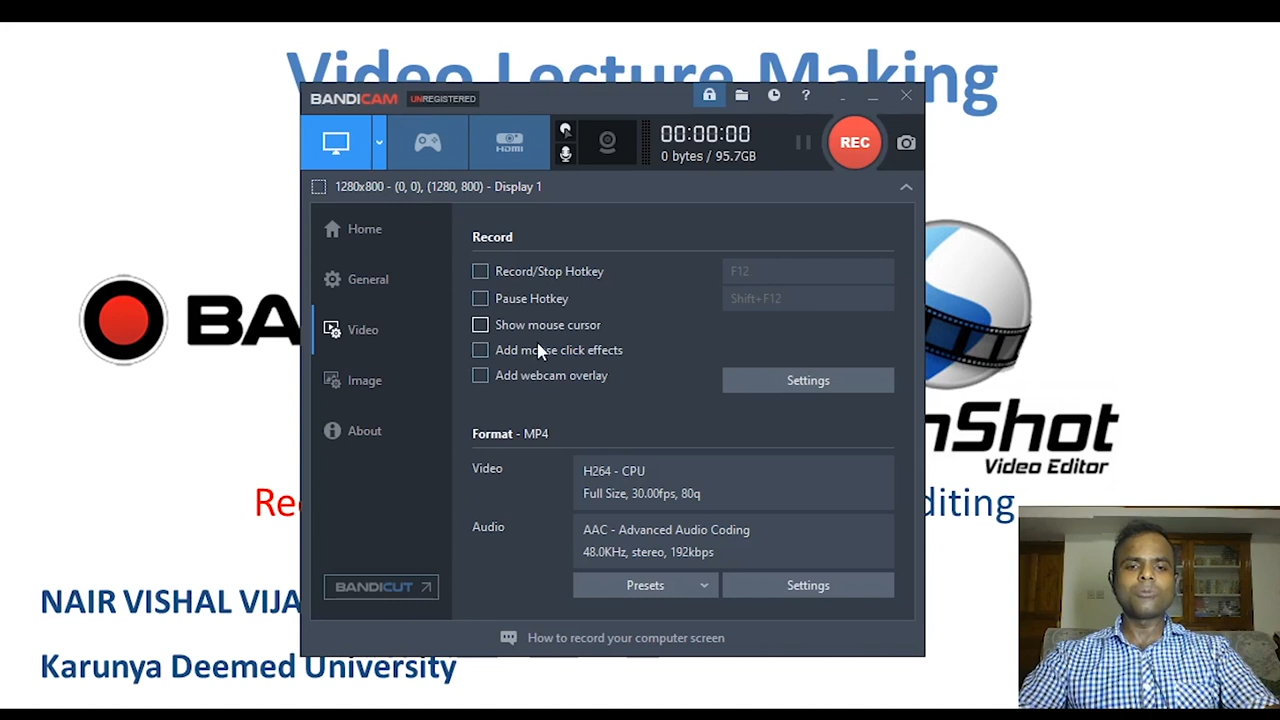 Video Lecture Making
BANDICAM UNREGISTERED
?
HDMI
00:00:00
0 bytes / 95.7GB
REC
1280x800 - (0, 0), (1280, 800) - Display 1
Home
General
Video
Image
About
BANDICUT
Record
Record/Stop Hotkey
F12
Pause Hotkey
Shift+F12
Show mouse cursor
Add mouse click effects
Add webcam overlay
Settings
Format - MP4
Video
H264 - CPU
Full Size, 30.00fps, 80q
Audio
AAC - Advanced Audio Coding
48.0KHz, stereo, 192kbps
Presets
Settings
How to record your computer screen
BA
nShot
Video Editor
Re
diting
NAIR VISHAL VIJA
Karunya Deemed University